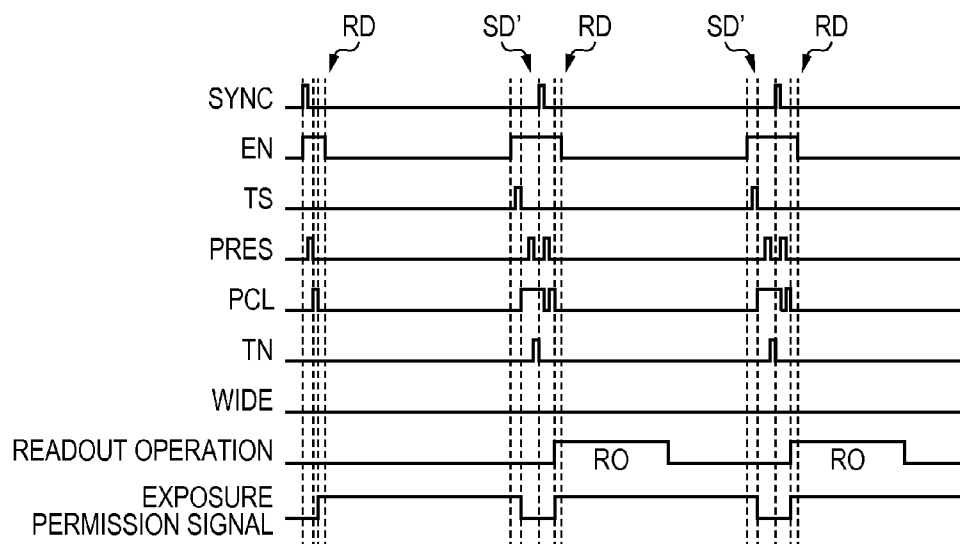 RD SD’ RD SD’ RD
SYNC
EN
TS
PRES
PCL
TN
WIDE
READOUT OPERATION
RO RO
EXPOSURE
PERMISSION SIGNAL